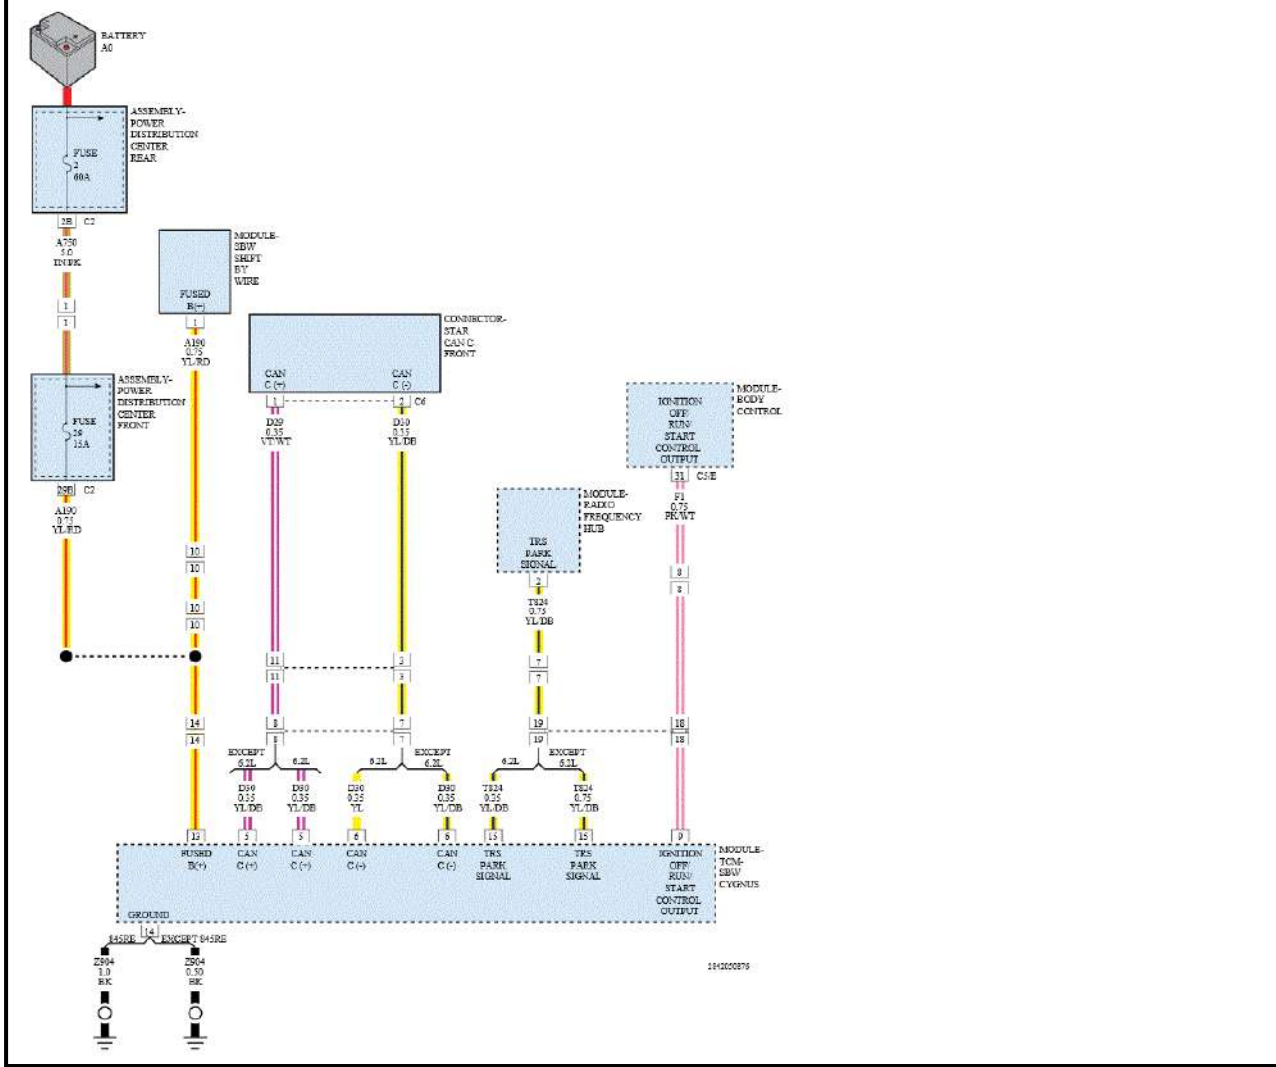 BATTERY
A0
ASSEMBLY-
POWER
DISTRIBUTION
CENTER
REAR
FUSE
2
60A
2B C2
A750
5.0
TN/PK
1
1
ASSEMBLY-
POWER
DISTRIBUTION
CENTER
FRONT
FUSE
29
15A
29B C2
A190
0.75
YL/RD
MODULE-
SBW
SHIFT
BY
WIRE
FUSED
B(+)
1
A190
0.75
YL/RD
10
10
10
10
14
14
CONNECTOR-
STAR
CAN C
FRONT
CAN
C (+)
CAN
C (-)
1
2 C6
D29
0.35
VT/WT
D30
0.35
YL/DB
11
11
3
3
8
8
7
7
MODULE-
RADIO
FREQUENCY
HUB
TRS
PARK
SIGNAL
2
T824
0.75
YL/DB
7
7
19
19
MODULE-
BODY
CONTROL
IGNITION
OFF/
RUN/
START
CONTROL
OUTPUT
31 C5/E
F1
0.75
PK/WT
8
8
18
18
EXCEPT
6.2L
6.2L
6.2L
EXCEPT
6.2L
6.2L
EXCEPT
6.2L
D30
0.35
YL/DB
D30
0.35
YL/DB
D30
0.35
YL
D30
0.35
YL/DB
T824
0.35
YL/DB
T824
0.75
YL/DB
13
5
5
6
6
15
15
9
FUSED
B(+)
CAN
C (+)
CAN
C (+)
CAN
C (-)
CAN
C (-)
TRS
PARK
SIGNAL
TRS
PARK
SIGNAL
IGNITION
OFF/
RUN/
START
CONTROL
OUTPUT
MODULE-
TCM-
SBW
CYGNUS
GROUND
14
845RE
EXCEPT 845RE
Z904
1.0
BK
Z904
0.50
BK
2842050876